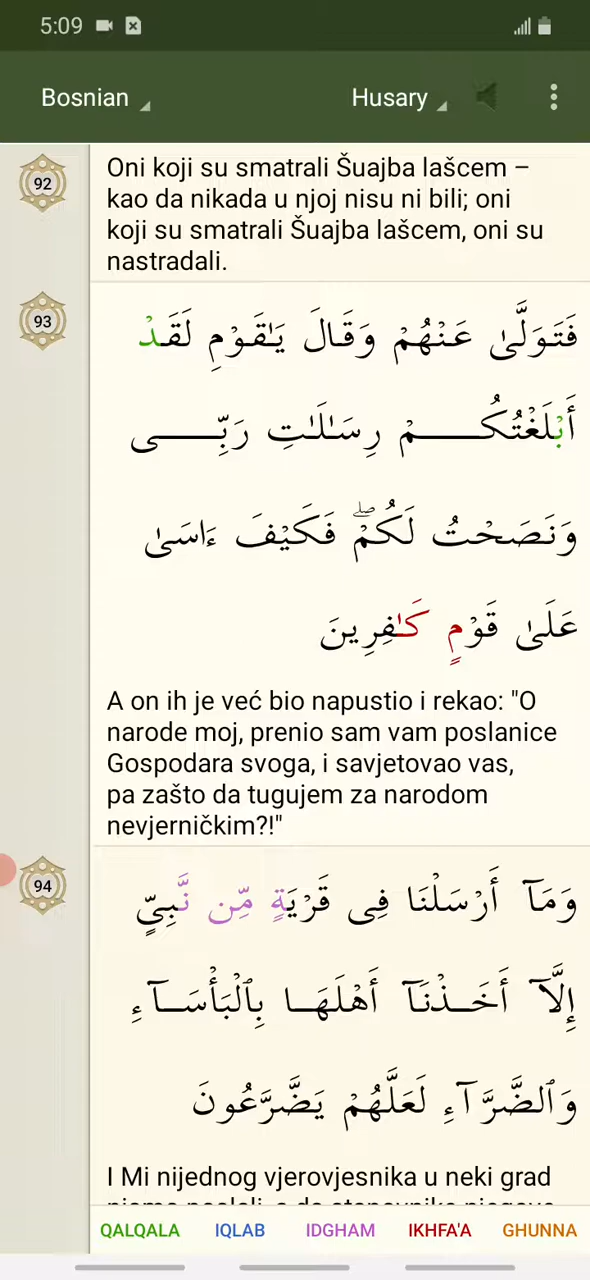 5:09
Bosnian
Husary
92
Oni koji su smatrali Šuajba lašcem –
kao da nikada u njoj nisu ni bili; oni
koji su smatrali Šuajba lašcem, oni su
nastradali.
93
فَتَوَلَّىٰ عَنْهُمْ وَقَالَ يَـٰقَوْمِ لَقَدْ
أَبْلَغْتُكُمْ رِسَـٰلَـٰتِ رَبِّى
وَنَصَحْتُ لَكُمْ ۖ فَكَيْفَ ءَاسَىٰ
عَلَىٰ قَوْمٍ كَـٰفِرِينَ
A on ih je već bio napustio i rekao: "O
narode moj, prenio sam vam poslanice
Gospodara svoga, i savjetovao vas,
pa zašto da tugujem za narodom
nevjerničkim?!"
94
وَمَآ أَرْسَلْنَا فِى قَرْيَةٍ مِّن نَّبِىٍّ
إِلَّآ أَخَذْنَآ أَهْلَهَا بِٱلْبَأْسَآءِ
وَٱلضَّرَّآءِ لَعَلَّهُمْ يَضَّرَّعُونَ
I Mi nijednog vjerovjesnika u neki grad
QALQALA IQLAB IDGHAM IKHFA'A GHUNNA